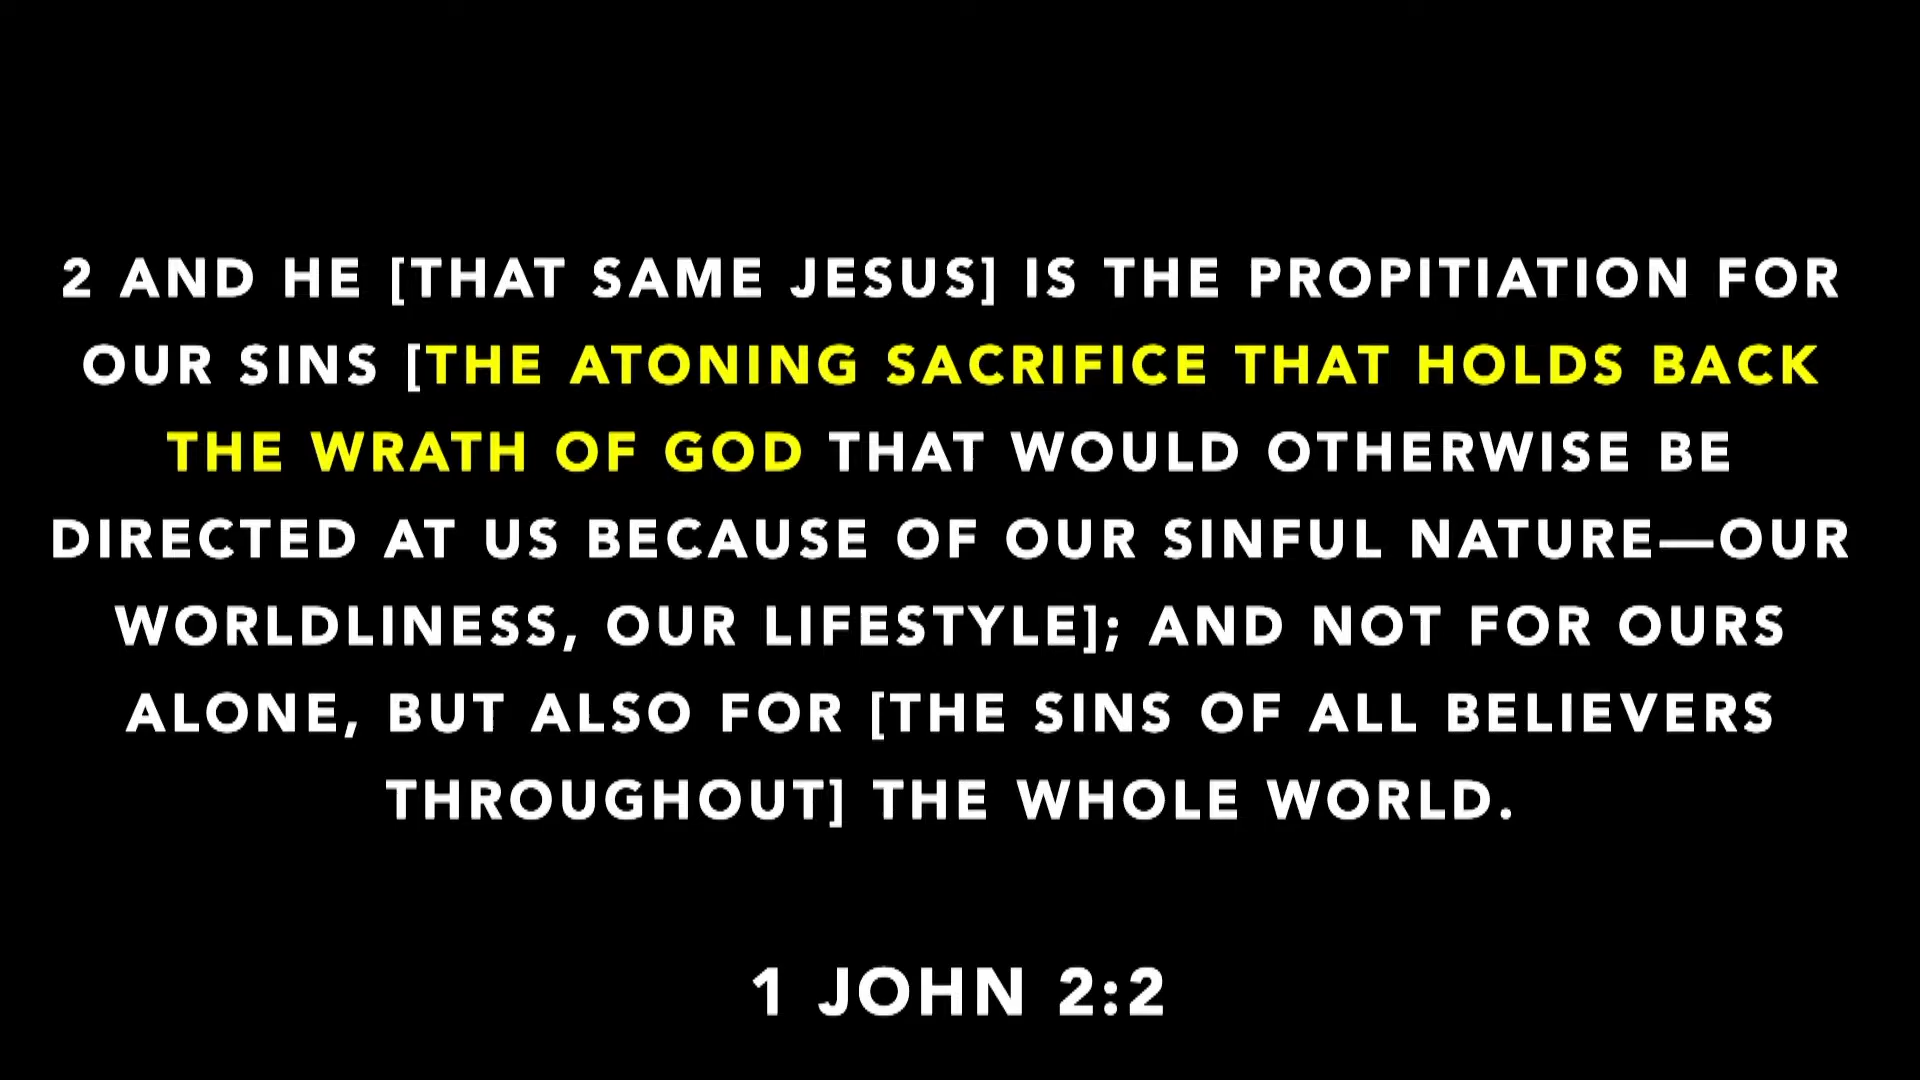 2 AND HE [THAT SAME JESUS] IS THE PROPITIATION FOR
OUR SINS [THE ATONING SACRIFICE THAT HOLDS BACK
THE WRATH OF GOD THAT WOULD OTHERWISE BE
DIRECTED AT US BECAUSE OF OUR SINFUL NATURE—OUR
WORLDLINESS, OUR LIFESTYLE]; AND NOT FOR OURS
ALONE, BUT ALSO FOR [THE SINS OF ALL BELIEVERS
THROUGHOUT] THE WHOLE WORLD.
1 JOHN 2:2